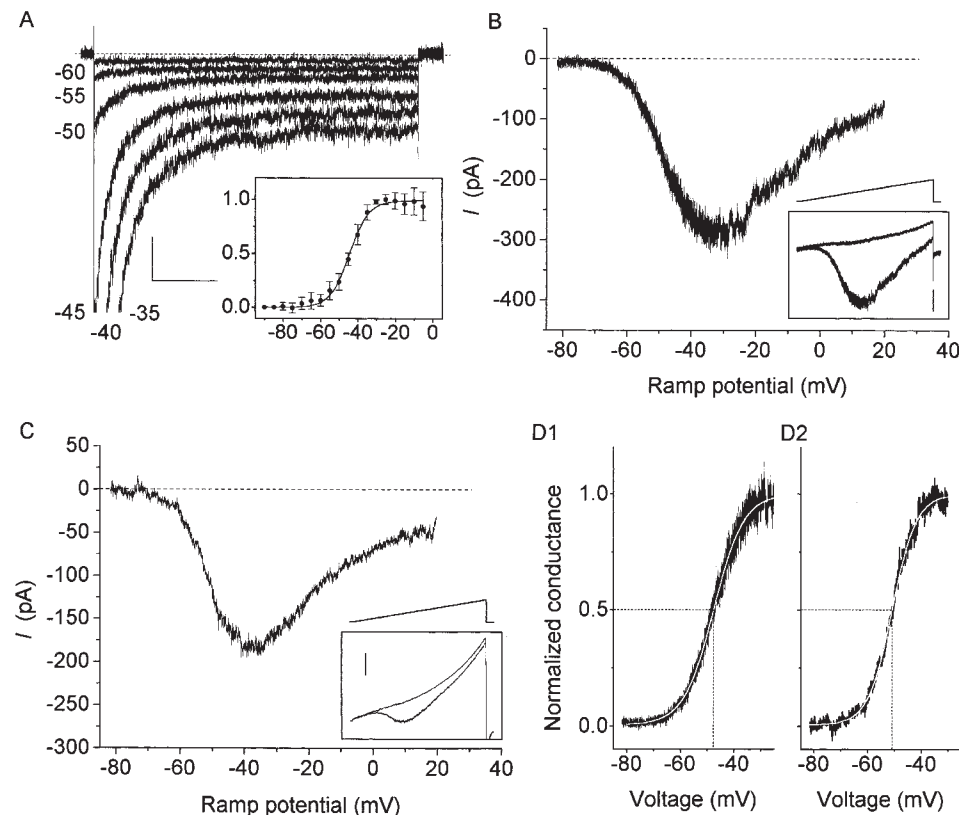 A
-60
-55
-50
-45
-40
-35
1.0
0.5
0.0
-80 -60 -40 -20 0
B
0
-100
-200
-300
-400
I (pA)
-80 -60 -40 -20 0 20 40
Ramp potential (mV)
C
50
0
-50
-100
-150
-200
-250
-300
I (pA)
-80 -60 -40 -20 0 20 40
Ramp potential (mV)
D1
D2
1.0
0.5
0.0
Normalized conductance
-80 -60 -40
Voltage (mV)
-80 -60 -40
Voltage (mV)